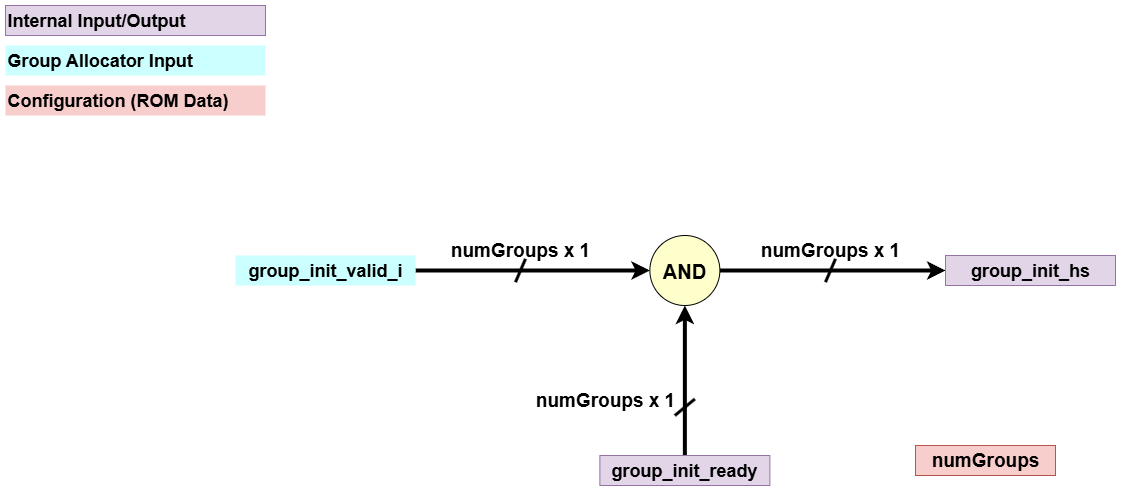 Internal Input/Output
Group Allocator Input
Configuration (ROM Data)
numGroups x 1
numGroups x 1
group_init_valid_i
AND
group_init_hs
numGroups x 1
group_init_ready
numGroups